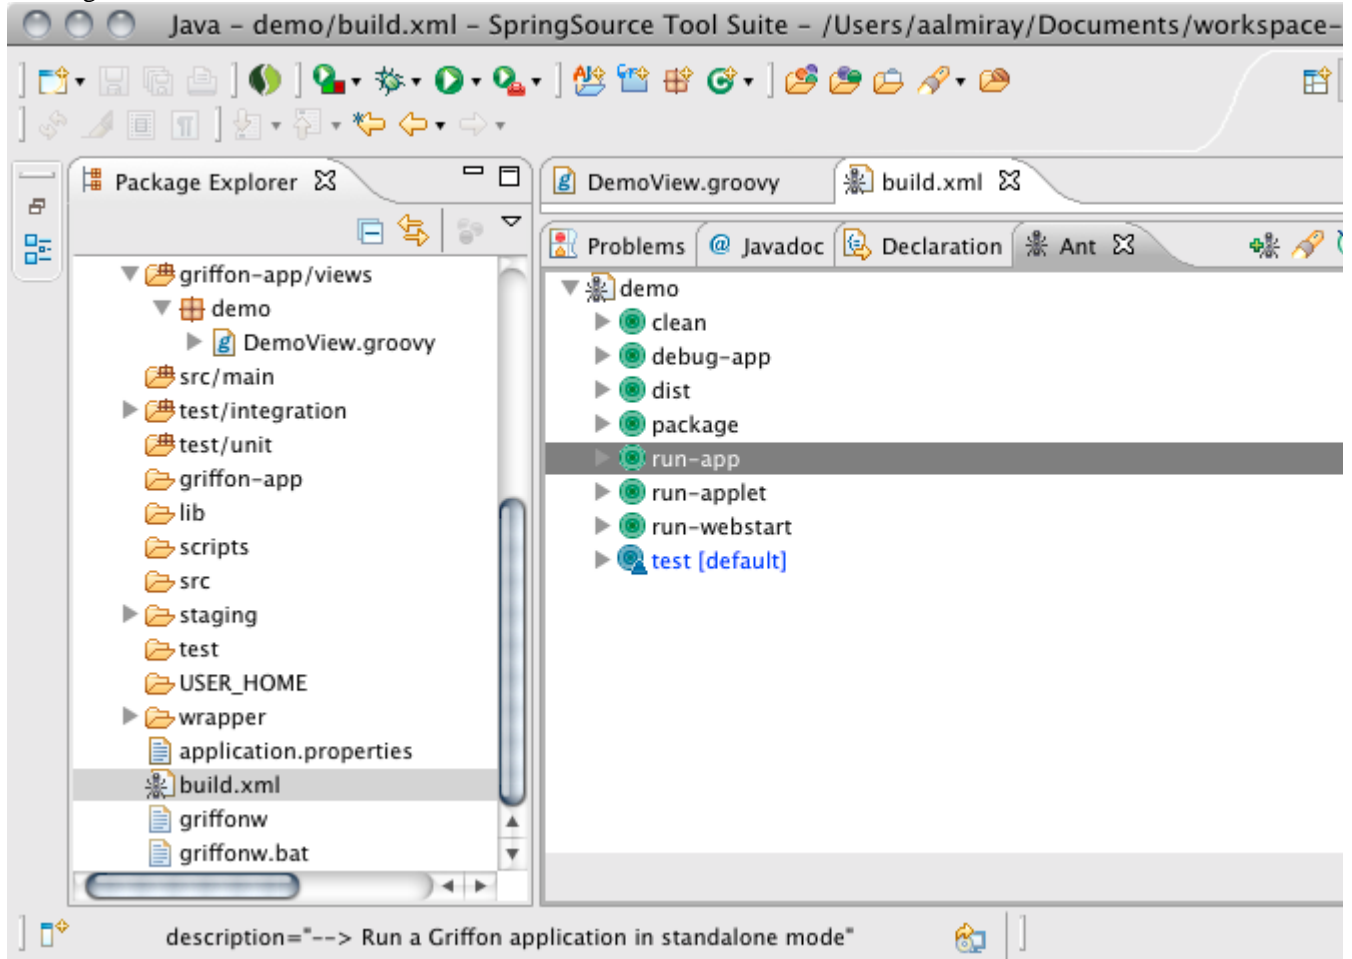 Java – demo/build.xml – SpringSource Tool Suite – /Users/aalmiray/Documents/workspace-
Package Explorer
griffon-app/views
demo
DemoView.groovy
src/main
test/integration
test/unit
griffon-app
lib
scripts
src
staging
test
USER_HOME
wrapper
application.properties
build.xml
griffonw
griffonw.bat
DemoView.groovy
build.xml
Problems
@ Javadoc
Declaration
Ant
demo
clean
debug-app
dist
package
run-app
run-applet
run-webstart
test [default]
description="--> Run a Griffon application in standalone mode"